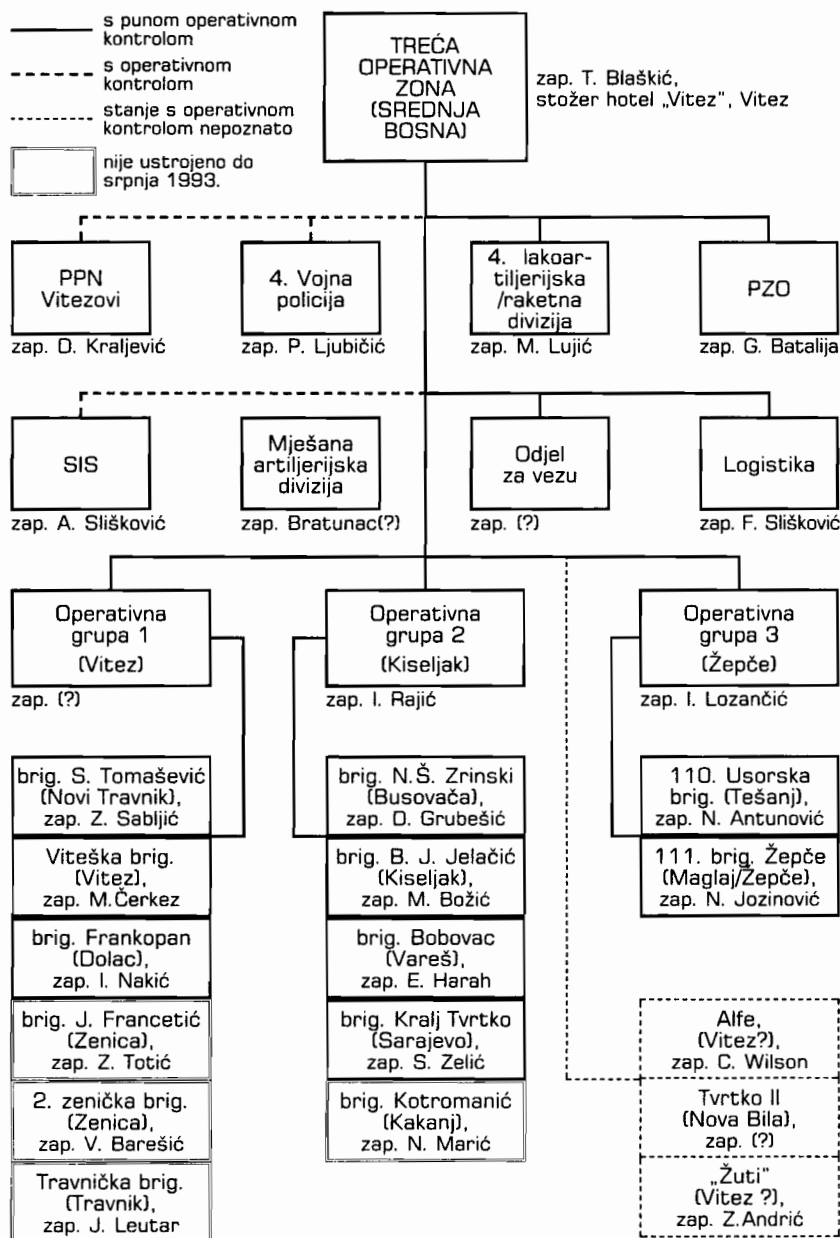 s punom operativnom
kontrolom
s operativnom
kontrolom
stanje s operativnom
kontrolom nepoznato
nije ustrojeno do
srpnja 1993.
TREĆA
OPERATIVNA
ZONA
(SREDNJA
BOSNA)
zap. T. Blaškić,
stožer hotel „Vitez”, Vitez
PPN
Vitezovi
zap. D. Kraljević
4. Vojna
policija
zap. P. Ljubičić
4. lakoar-
tiljerijska
/raketna
divizija
zap. M. Lujić
PZO
zap. G. Batalija
SIS
zap. A. Slišković
Mješana
artiljerijska
divizija
zap. Bratunac(?)
Odjel
za vezu
zap. (?)
Logistika
zap. F. Slišković
Operativna
grupa 1
(Vitez)
zap. (?)
Operativna
grupa 2
(Kiseljak)
zap. I. Rajić
Operativna
grupa 3
(Žepče)
zap. I. Lozančić
brig. S. Tomašević
(Novi Travnik),
zap. Z. Sabljić
Viteška brig.
(Vitez),
zap. M.Čerkez
brig. Frankopan
(Dolac),
zap. I. Nakić
brig. J. Francetić
(Zenica),
zap. Z. Totić
2. zenička brig.
(Zenica),
zap. V. Barešić
Travnička brig.
(Travnik),
zap. J. Leutar
brig. N.Š. Zrinski
(Busovača),
zap. D. Grubešić
brig. B. J. Jelačić
(Kiseljak),
zap. M. Božić
brig. Bobovac
(Vareš),
zap. E. Harah
brig. Kralj Tvrtko
(Sarajevo),
zap. S. Zelić
brig. Kotromanić
(Kakanj),
zap. N. Marić
110. Usorska
brig. (Tešanj),
zap. N. Antunović
111. brig. Žepče
(Maglaj/Žepče),
zap. N. Jozinović
Alfe,
(Vitez?),
zap. C. Wilson
Tvrtko II
(Nova Bila),
zap. (?)
„Žuti”
(Vitez ?),
zap. Z.Andrić